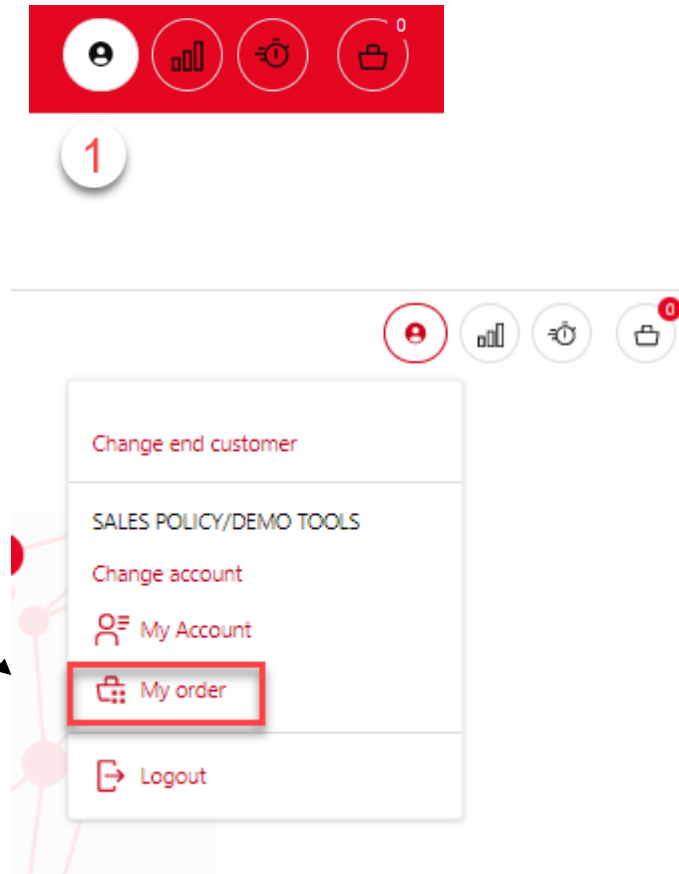 0
1
0
Change end customer
SALES POLICY/DEMO TOOLS
Change account
My Account
My order
Logout